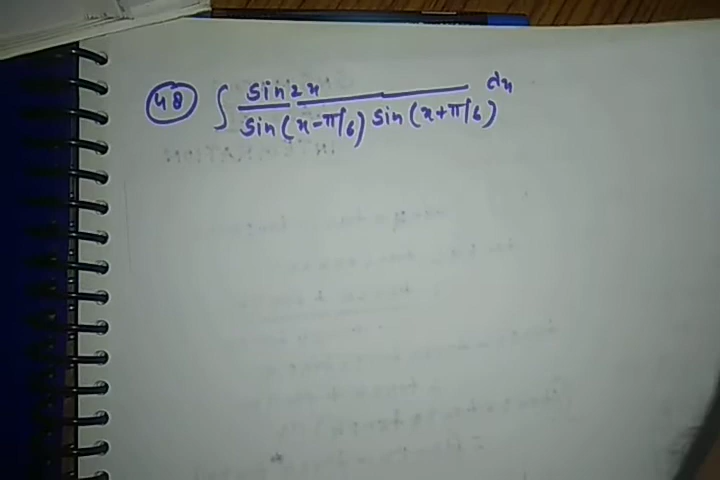 48 ∫ sin2x / sin(x-π/6) sin(x+π/6) dx